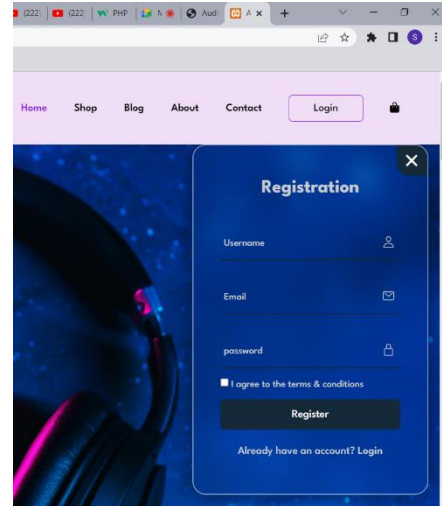 (222) (222 PHP N Aud A
S
Home Shop Blog About Contact Login
Registration
Username
Email
password
I agree to the terms & conditions
Register
Already have an account? Login